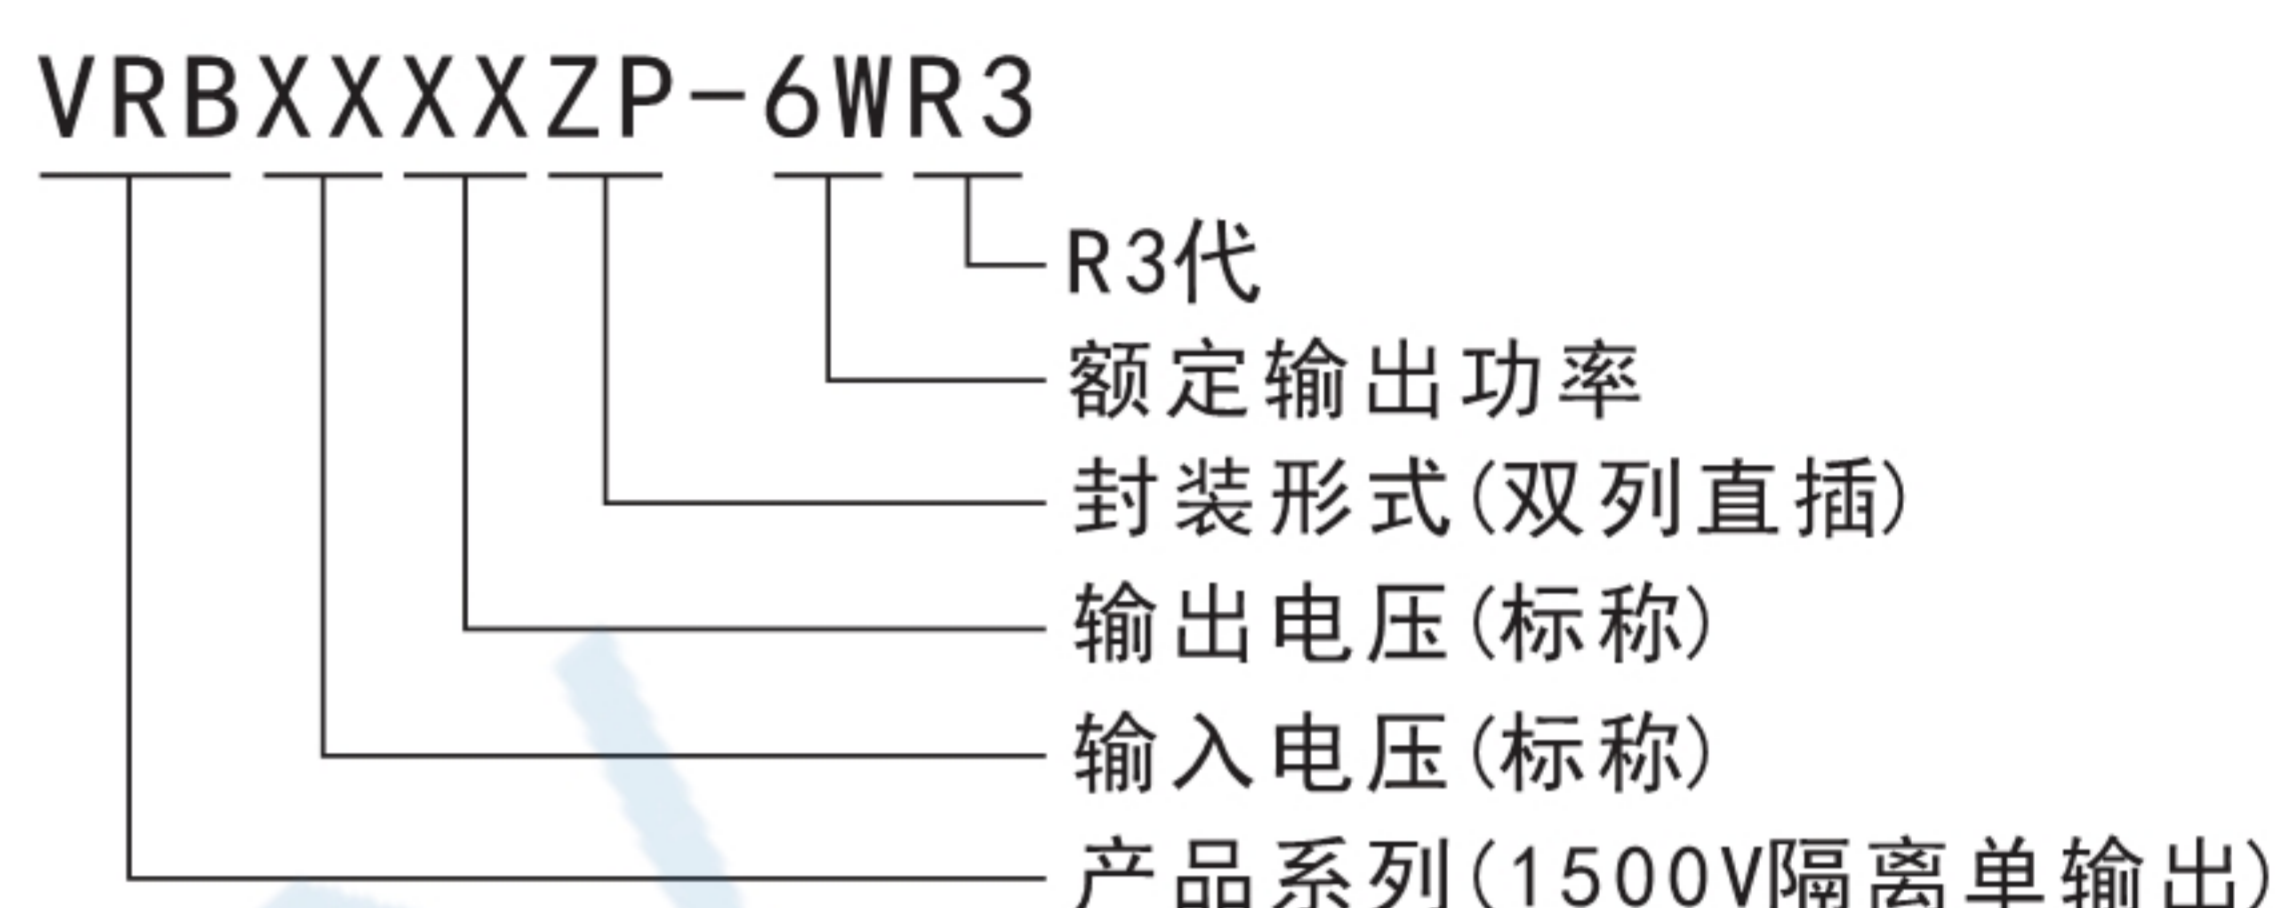 VRBXXXXZP-6WR3
R3代
额定输出功率
封装形式(双列直插)
输出电压(标称)
输入电压(标称)
产品系列(1500V隔离单输出)